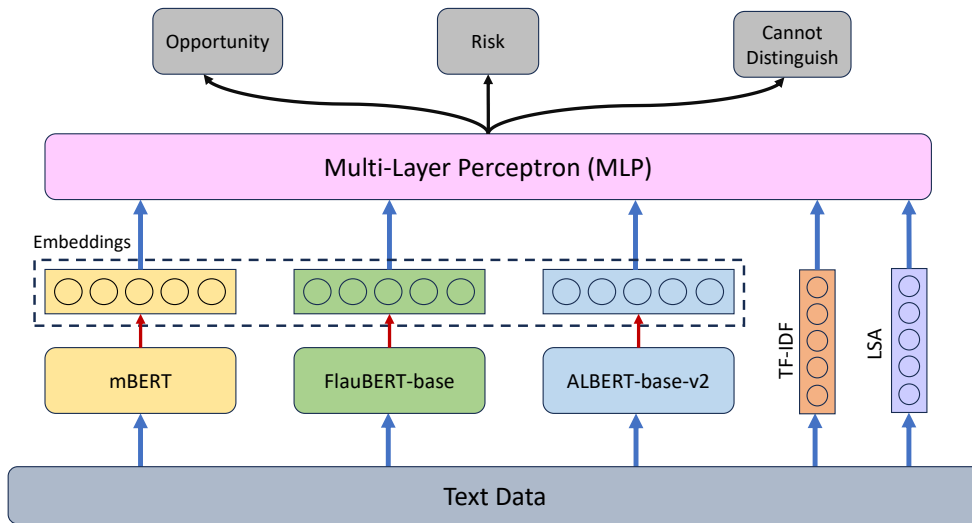 Opportunity
Risk
Cannot
Distinguish
Multi-Layer Perceptron (MLP)
Embeddings
mBERT
FlauBERT-base
ALBERT-base-v2
TF-IDF
LSA
Text Data